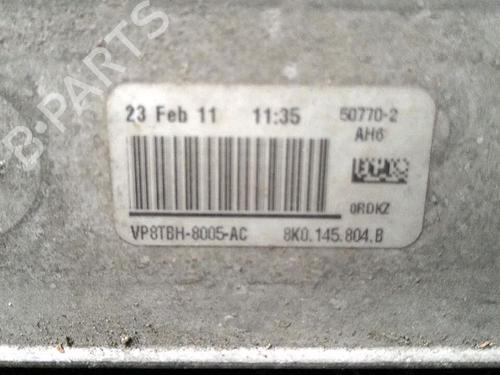 B-PARTS
23 Feb 11 11:35 50770-2
AH6
0RDKZ
VP8TBH-8005-AC 8K0.145.804.B